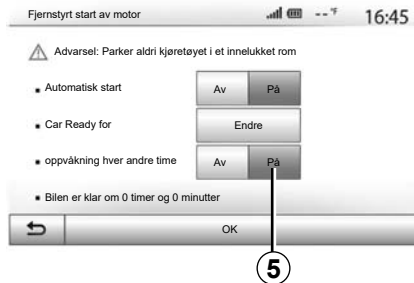 Fjernstyrt start av motor -- °F 16:45
Advarsel: Parker aldri kjøretøyet i et innelukket rom
▪ Automatisk start Av På
▪ Car Ready for Endre
▪ oppvåkning hver andre time Av På
▪ Bilen er klar om 0 timer og 0 minutter
OK
5